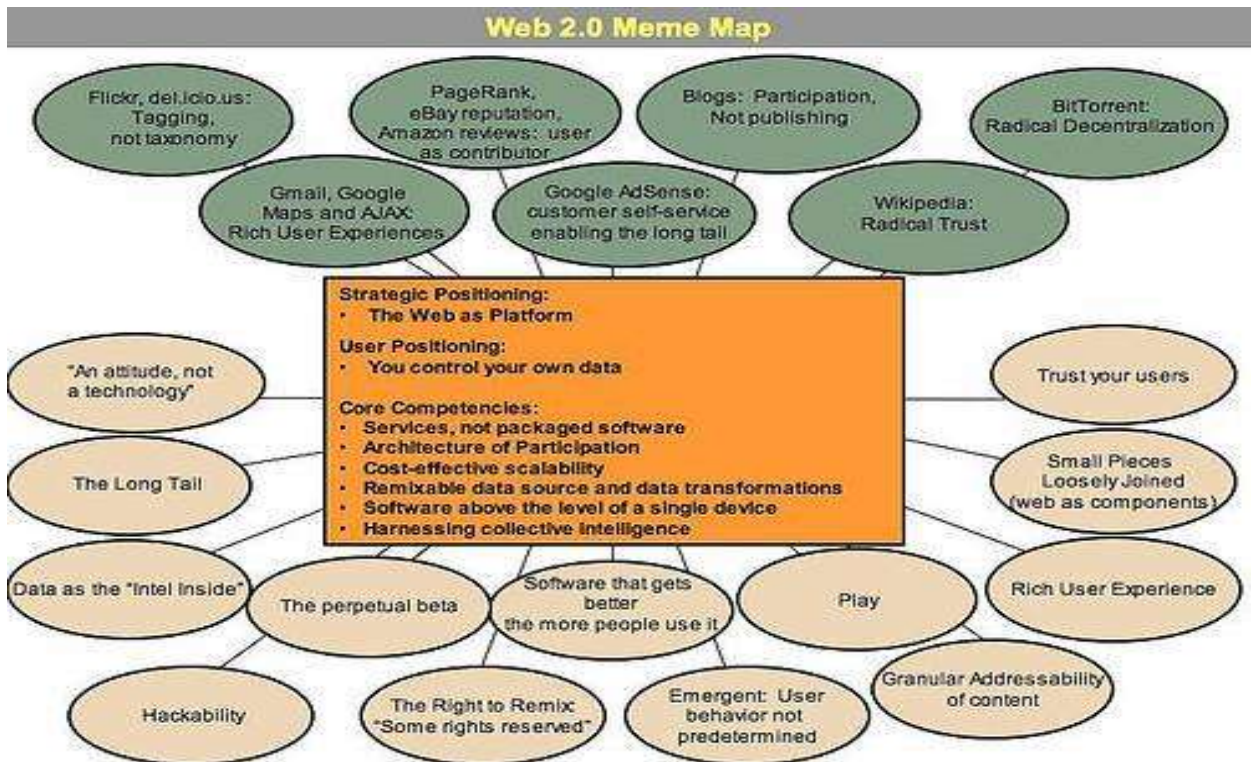 Web 2.0 Meme Map
Flickr, del.icio.us:
Tagging,
not taxonomy
PageRank,
eBay reputation,
Amazon reviews: user
as contributor
Blogs: Participation,
Not publishing
BitTorrent:
Radical Decentralization
Gmail, Google
Maps and AJAX:
Rich User Experiences
Google AdSense:
customer self-service
enabling the long tail
Wikipedia:
Radical Trust
Strategic Positioning:
• The Web as Platform
User Positioning:
• You control your own data
Core Competencies:
• Services, not packaged software
• Architecture of Participation
• Cost-effective scalability
• Remixable data source and data transformations
• Software above the level of a single device
• Harnessing collective intelligence
"An attitude, not
a technology"
The Long Tail
Data as the "Intel Inside"
Trust your users
Small Pieces
Loosely Joined
(web as components)
Rich User Experience
The perpetual beta
Software that gets
better
the more people use it
Play
Hackability
The Right to Remix:
"Some rights reserved"
Emergent: User
behavior not
predetermined
Granular Addressability
of content